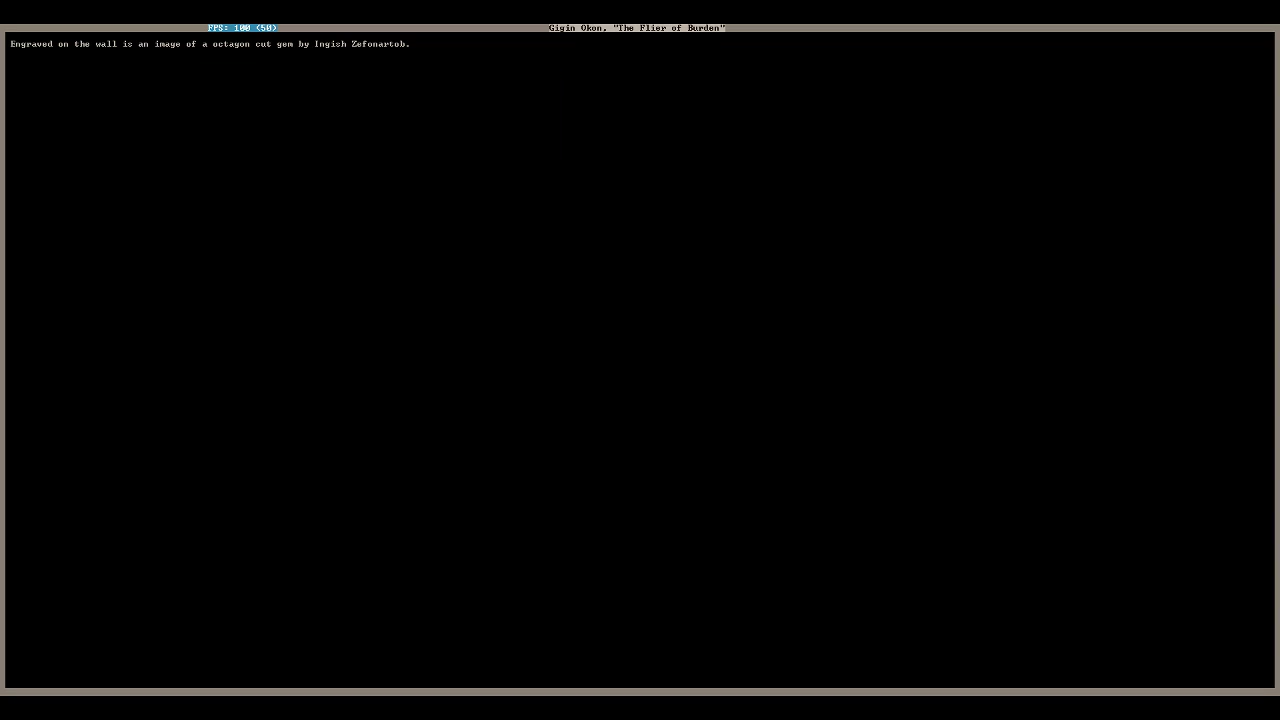 FPS: 100 (50)
Gigin Okon, "The Flier of Burden"
Engraved on the wall is an image of a octagon cut gem by Ingish Zefonartob.